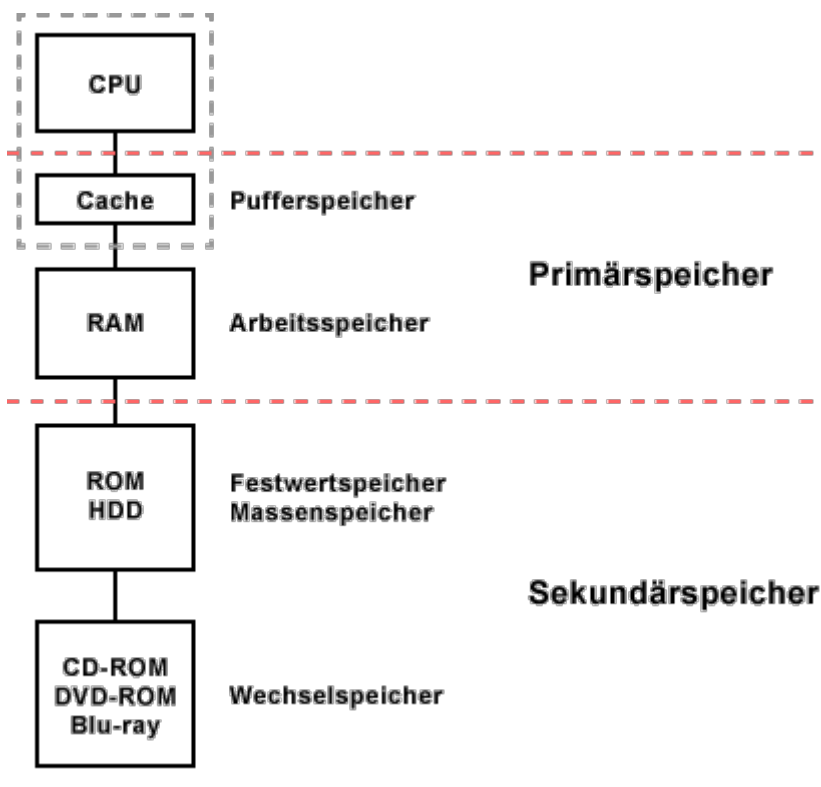 CPU
Cache
Pufferspeicher
Primärspeicher
RAM
Arbeitsspeicher
ROM
HDD
Festwertspeicher
Massenspeicher
Sekundärspeicher
CD-ROM
DVD-ROM
Blu-ray
Wechselspeicher